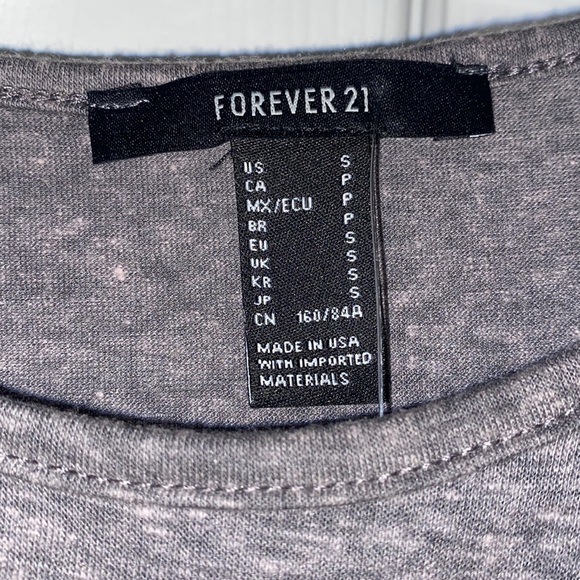 FOREVER 21
US S
CA P
MX/ECU P
BR P
EU S
UK S
KR S
JP S
CN 160/84A
MADE IN USA
WITH IMPORTED
MATERIALS